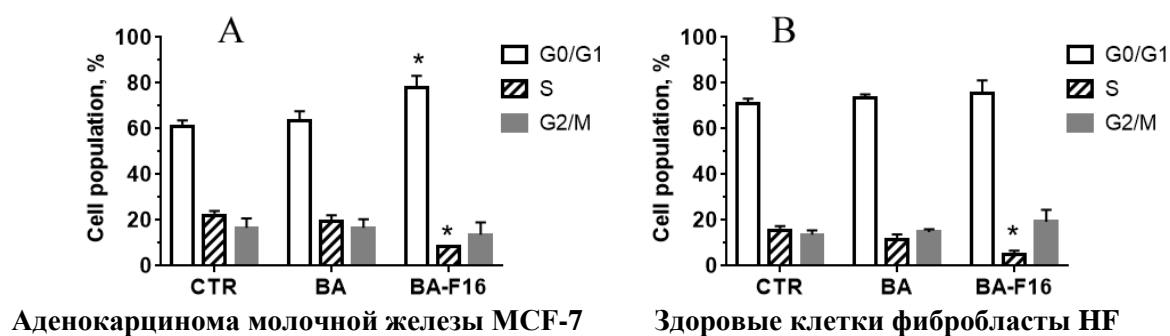 A
Cell population, %
100
80
60
40
20
0
*
*
CTR
BA
BA-F16
G0/G1
S
G2/M
Аденокарцинома молочной железы MCF-7
B
Cell population, %
100
80
60
40
20
0
*
CTR
BA
BA-F16
G0/G1
S
G2/M
Здоровые клетки фибробласты HF